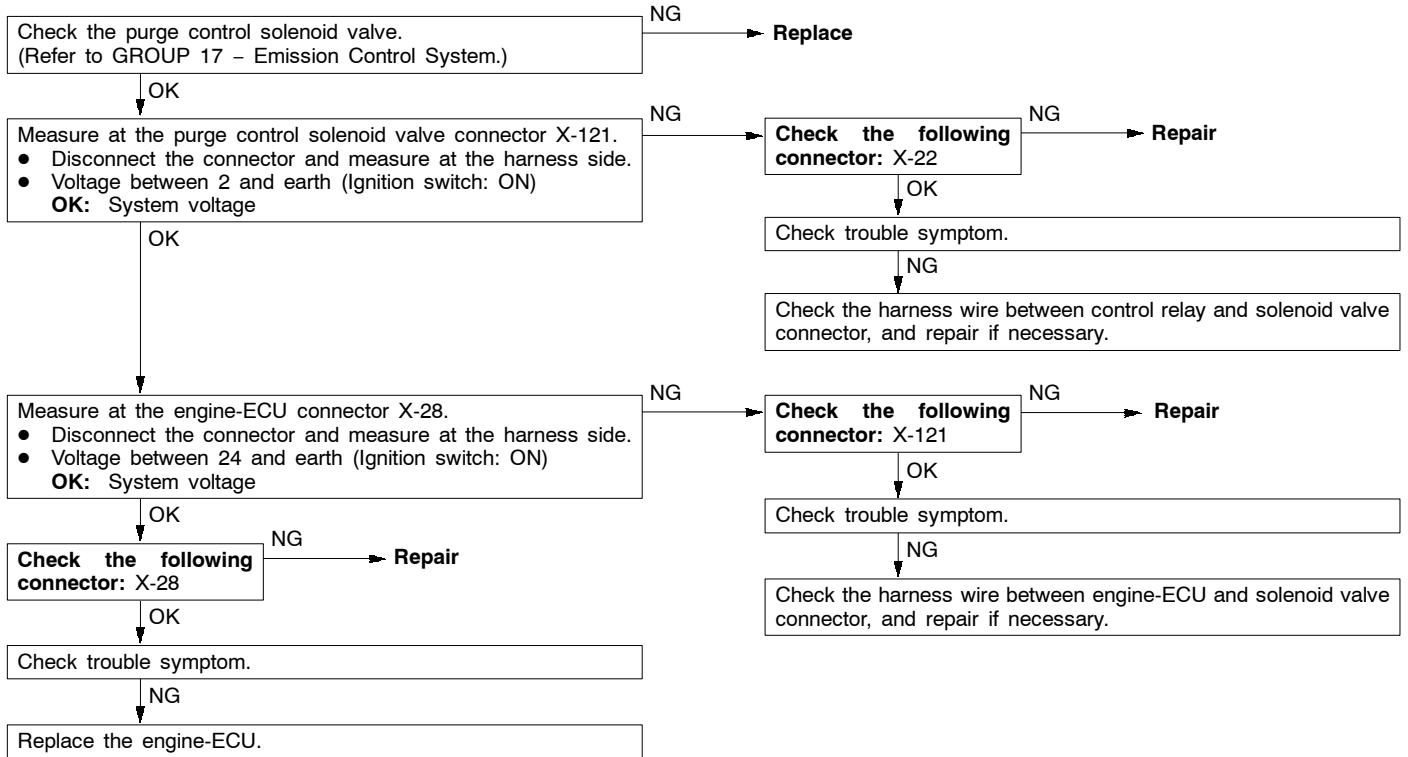 Check the purge control solenoid valve.
(Refer to GROUP 17 – Emission Control System.)
NG
Replace
OK
Measure at the purge control solenoid valve connector X-121.
● Disconnect the connector and measure at the harness side.
● Voltage between 2 and earth (Ignition switch: ON)
OK: System voltage
NG
Check the following
connector: X-22
NG
Repair
OK
Check trouble symptom.
NG
Check the harness wire between control relay and solenoid valve
connector, and repair if necessary.
OK
Measure at the engine-ECU connector X-28.
● Disconnect the connector and measure at the harness side.
● Voltage between 24 and earth (Ignition switch: ON)
OK: System voltage
NG
Check the following
connector: X-121
NG
Repair
OK
Check trouble symptom.
NG
Check the harness wire between engine-ECU and solenoid valve
connector, and repair if necessary.
OK
Check the following
connector: X-28
NG
Repair
OK
Check trouble symptom.
NG
Replace the engine-ECU.